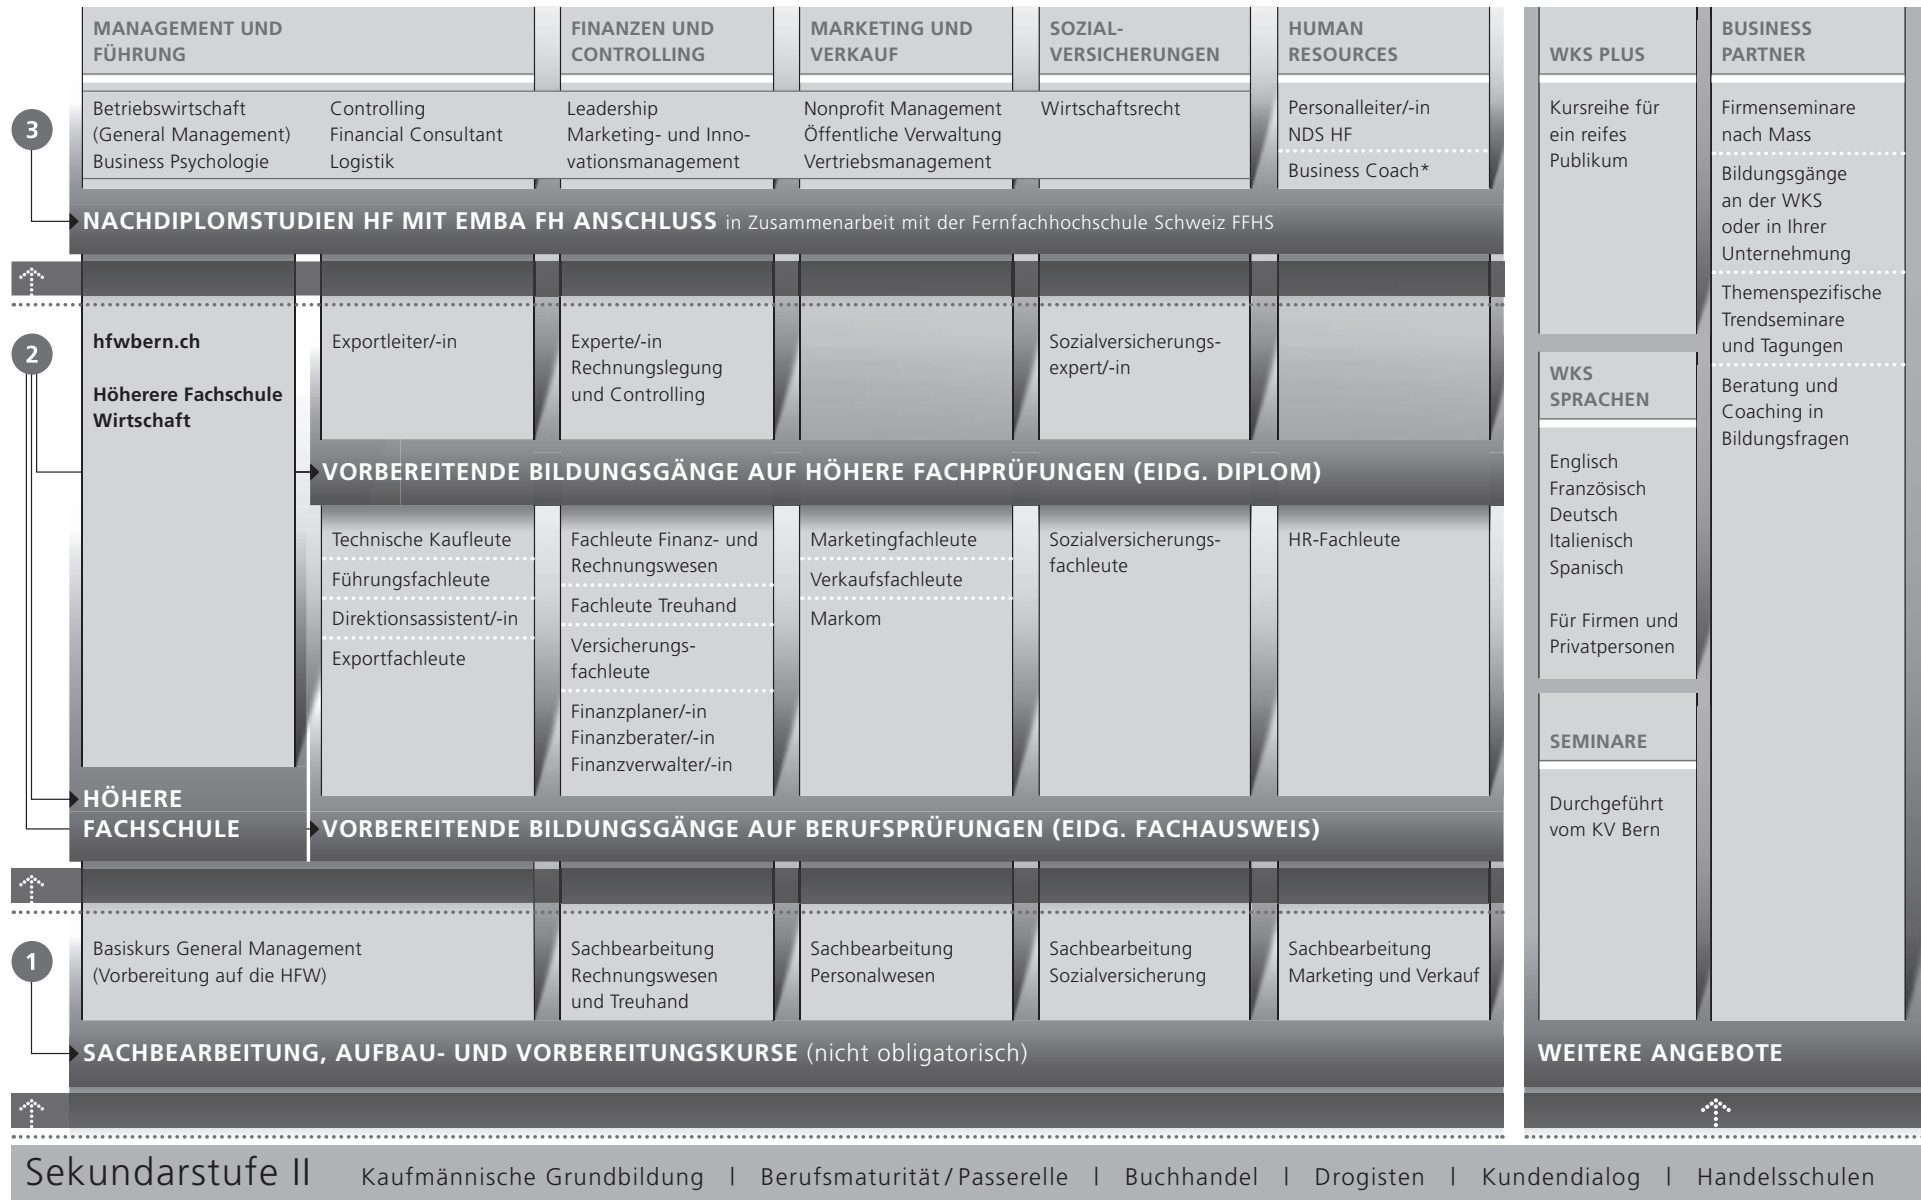 MANAGEMENT UND
FÜHRUNG
FINANZEN UND
CONTROLLING
MARKETING UND
VERKAUF
SOZIAL-
VERSICHERUNGEN
HUMAN
RESOURCES
3
Betriebswirtschaft
(General Management)
Business Psychologie
Controlling
Financial Consultant
Logistik
Leadership
Marketing- und Inno-
vationsmanagement
Nonprofit Management
Öffentliche Verwaltung
Vertriebsmanagement
Wirtschaftsrecht
Personalleiter/-in
NDS HF
Business Coach*
NACHDIPLOMSTUDIEN HF MIT EMBA FH ANSCHLUSS in Zusammenarbeit mit der Fernfachhochschule Schweiz FFHS
2
hfwbern.ch
Höherere Fachschule
Wirtschaft
Exportleiter/-in
Experte/-in
Rechnungslegung
und Controlling
Sozialversicherungs-
expert/-in
VORBEREITENDE BILDUNGSGÄNGE AUF HÖHERE FACHPRÜFUNGEN (EIDG. DIPLOM)
Technische Kaufleute
Führungsfachleute
Direktionsassistent/-in
Exportfachleute
Fachleute Finanz- und
Rechnungswesen
Fachleute Treuhand
Versicherungs-
fachleute
Finanzplaner/-in
Finanzberater/-in
Finanzverwalter/-in
Marketingfachleute
Verkaufsfachleute
Markom
Sozialversicherungs-
fachleute
HR-Fachleute
HÖHERE
FACHSCHULE
VORBEREITENDE BILDUNGSGÄNGE AUF BERUFSPRÜFUNGEN (EIDG. FACHAUSWEIS)
1
Basiskurs General Management
(Vorbereitung auf die HFW)
Sachbearbeitung
Rechnungswesen
und Treuhand
Sachbearbeitung
Personalwesen
Sachbearbeitung
Sozialversicherung
Sachbearbeitung
Marketing und Verkauf
SACHBEARBEITUNG, AUFBAU- UND VORBEREITUNGSKURSE (nicht obligatorisch)
WKS PLUS
Kursreihe für
ein reifes
Publikum
WKS
SPRACHEN
Englisch
Französisch
Deutsch
Italienisch
Spanisch
Für Firmen und
Privatpersonen
SEMINARE
Durchgeführt
vom KV Bern
BUSINESS
PARTNER
Firmenseminare
nach Mass
Bildungsgänge
an der WKS
oder in Ihrer
Unternehmung
Themenspezifische
Trendseminare
und Tagungen
Beratung und
Coaching in
Bildungsfragen
WEITERE ANGEBOTE
Sekundarstufe II Kaufmännische Grundbildung | Berufsmaturität / Passerelle | Buchhandel | Drogisten | Kundendialog | Handelsschulen